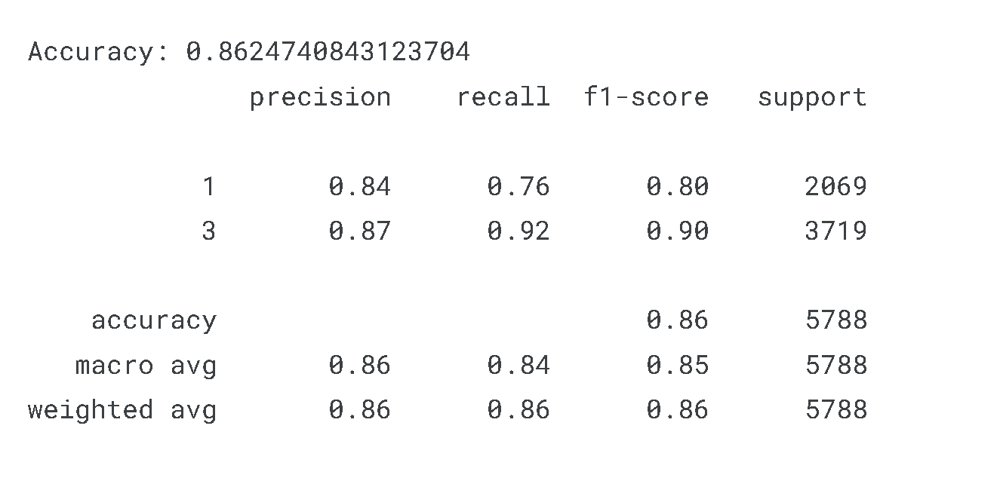 Accuracy: 0.8624740843123704
precision recall f1-score support
1 0.84 0.76 0.80 2069
3 0.87 0.92 0.90 3719
accuracy 0.86 5788
macro avg 0.86 0.84 0.85 5788
weighted avg 0.86 0.86 0.86 5788